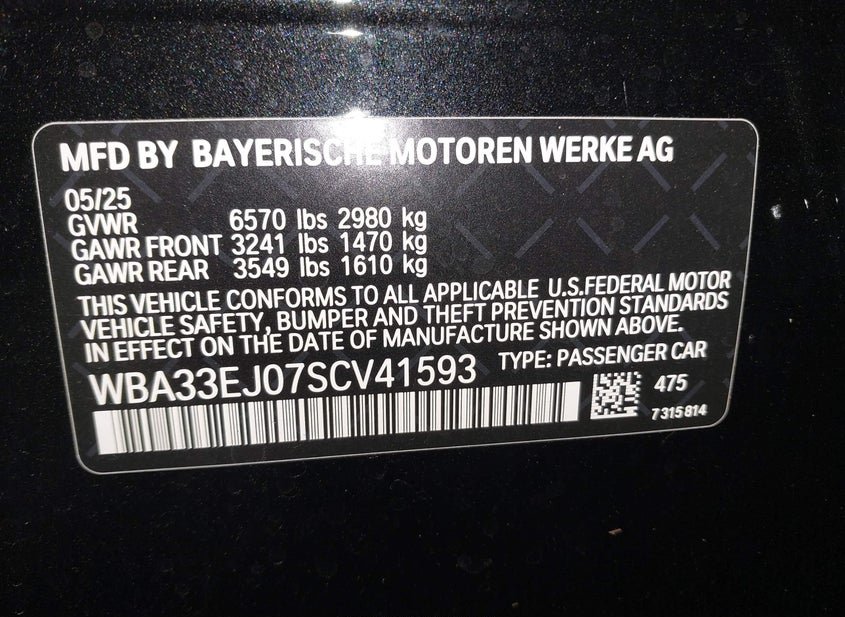 MFD BY BAYERISCHE MOTOREN WERKE AG
05/25
GVWR 6570 lbs 2980 kg
GAWR FRONT 3241 lbs 1470 kg
GAWR REAR 3549 lbs 1610 kg
THIS VEHICLE CONFORMS TO ALL APPLICABLE U.S.FEDERAL MOTOR
VEHICLE SAFETY, BUMPER AND THEFT PREVENTION STANDARDS
IN EFFECT ON THE DATE OF MANUFACTURE SHOWN ABOVE.
WBA33EJ07SCV41593 TYPE: PASSENGER CAR
475
7315814